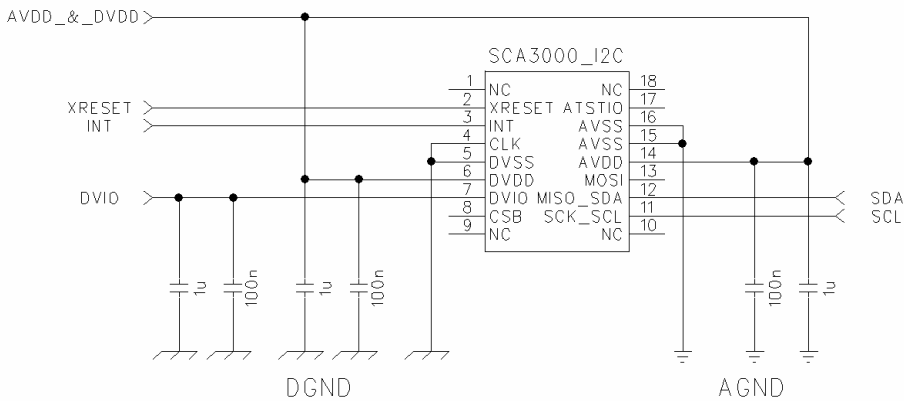 AVDD_&_DVDD
SCA3000_I2C
1 NC NC 18
XRESET 2 XRESET ATSTIO 17
INT 3 INT AVSS 16
4 CLK AVSS 15
5 DVSS AVDD 14
6 DVDD MOSI 13
DVIO 7 DVIO MISO_SDA 12 SDA
8 CSB SCK_SCL 11 SCL
9 NC NC 10
1u 100n 1u 100n 100n 1u
DGND AGND